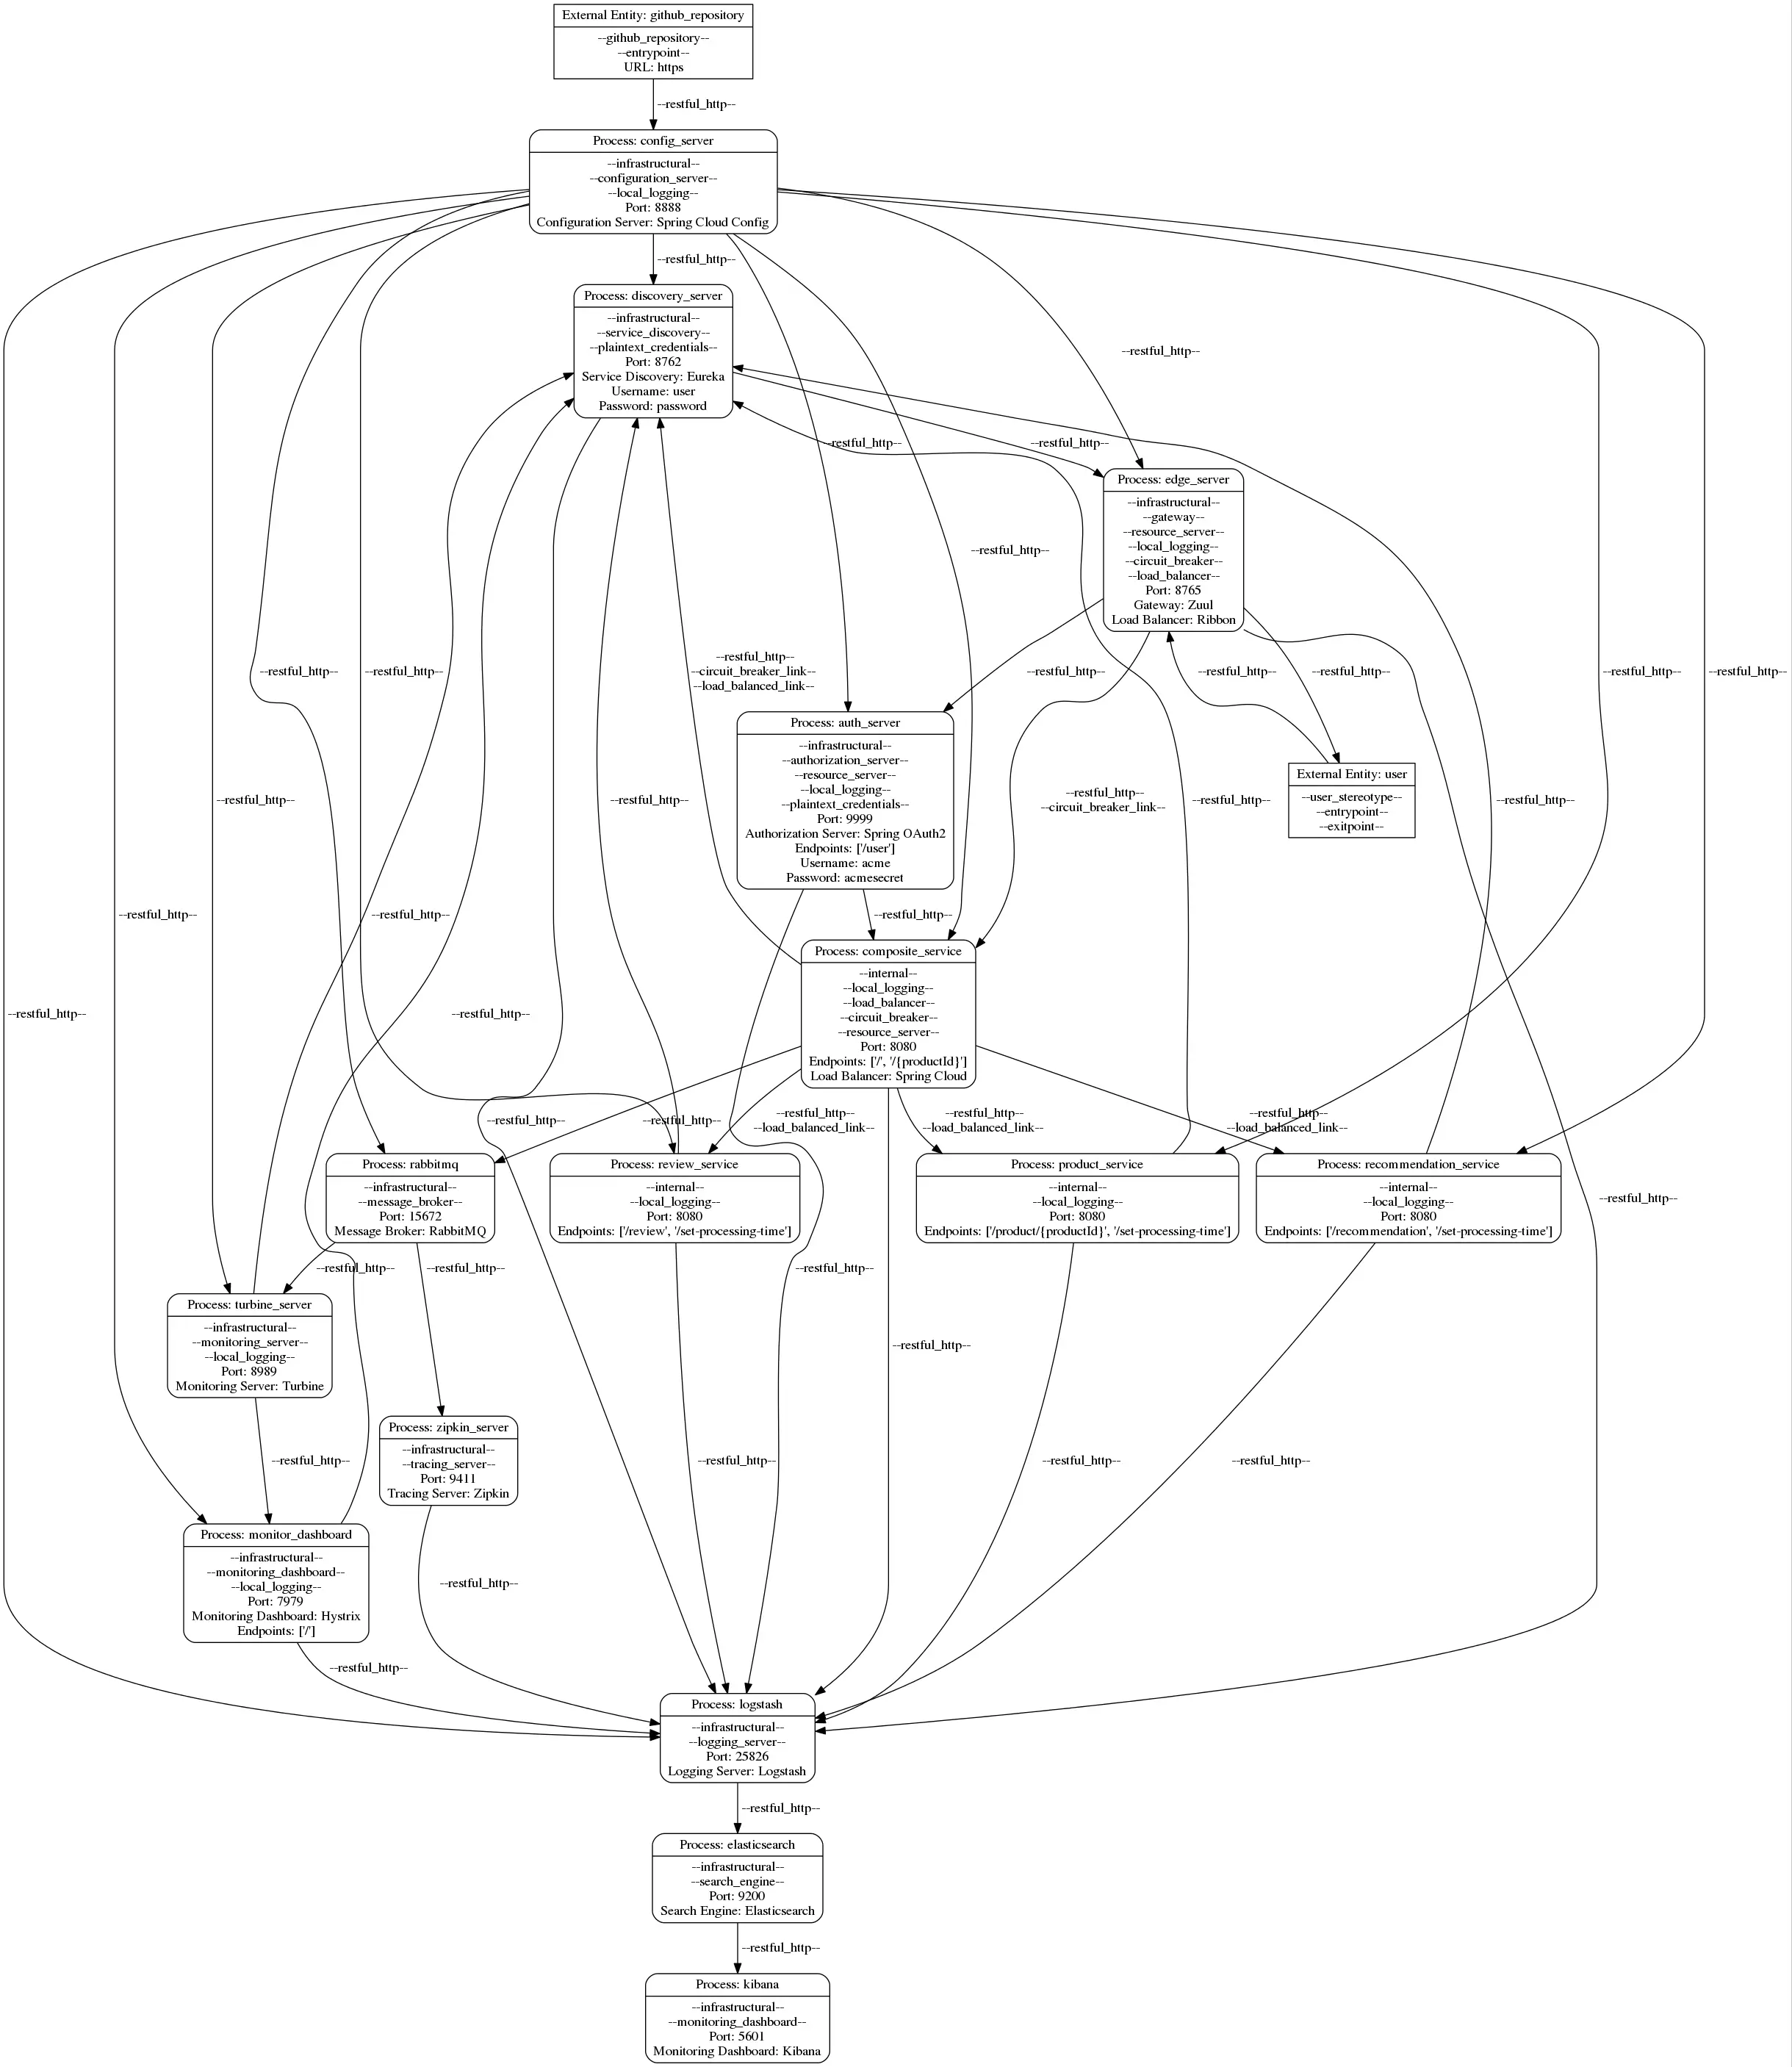 External Entity: github_repository
--github_repository--
--entrypoint--
URL: https
--restful_http--
Process: config_server
--infrastructural--
--configuration_server--
--local_logging--
Port: 8888
Configuration Server: Spring Cloud Config
--restful_http--
Process: discovery_server
--infrastructural--
--service_discovery--
--plaintext_credentials--
Port: 8762
Service Discovery: Eureka
Username: user
Password: password
--restful_http--
--restful_http--
--restful_http--
Process: edge_server
--infrastructural--
--gateway--
--resource_server--
--local_logging--
--circuit_breaker--
--load_balancer--
Port: 8765
Gateway: Zuul
Load Balancer: Ribbon
--restful_http--
--restful_http--
--circuit_breaker_link--
--load_balanced_link--
--restful_http--
--restful_http--
--restful_http--
--restful_http--
--restful_http--
--restful_http--
--restful_http--
Process: auth_server
--infrastructural--
--authorization_server--
--resource_server--
--local_logging--
--plaintext_credentials--
Port: 9999
Authorization Server: Spring OAuth2
Endpoints: ['/user']
Username: acme
Password: acmesecret
External Entity: user
--user_stereotype--
--entrypoint--
--exitpoint--
--restful_http--
--restful_http--
--restful_http--
--circuit_breaker_link--
--restful_http--
--restful_http--
--restful_http--
--restful_http--
--restful_http--
Process: composite_service
--internal--
--local_logging--
--load_balancer--
--circuit_breaker--
--resource_server--
Port: 8080
Endpoints: ['/', '/{productId}']
Load Balancer: Spring Cloud
--restful_http--
--restful_http--
--restful_http--
--restful_http--
--restful_http--
--load_balanced_link--
--restful_http--
--load_balanced_link--
--restful_http--
--load_balanced_link--
Process: rabbitmq
--infrastructural--
--message_broker--
Port: 15672
Message Broker: RabbitMQ
Process: review_service
--internal--
--local_logging--
Port: 8080
Endpoints: ['/review', '/set-processing-time']
Process: product_service
--internal--
--local_logging--
Port: 8080
Endpoints: ['/product/{productId}', '/set-processing-time']
Process: recommendation_service
--internal--
--local_logging--
Port: 8080
Endpoints: ['/recommendation', '/set-processing-time']
--restful_http--
--restful_http--
--restful_http--
--restful_http--
Process: turbine_server
--infrastructural--
--monitoring_server--
--local_logging--
Port: 8989
Monitoring Server: Turbine
--restful_http--
Process: zipkin_server
--infrastructural--
--tracing_server--
Port: 9411
Tracing Server: Zipkin
--restful_http--
--restful_http--
--restful_http--
--restful_http--
Process: monitor_dashboard
--infrastructural--
--monitoring_dashboard--
--local_logging--
Port: 7979
Monitoring Dashboard: Hystrix
Endpoints: ['/']
--restful_http--
--restful_http--
Process: logstash
--infrastructural--
--logging_server--
Port: 25826
Logging Server: Logstash
--restful_http--
Process: elasticsearch
--infrastructural--
--search_engine--
Port: 9200
Search Engine: Elasticsearch
--restful_http--
Process: kibana
--infrastructural--
--monitoring_dashboard--
Port: 5601
Monitoring Dashboard: Kibana